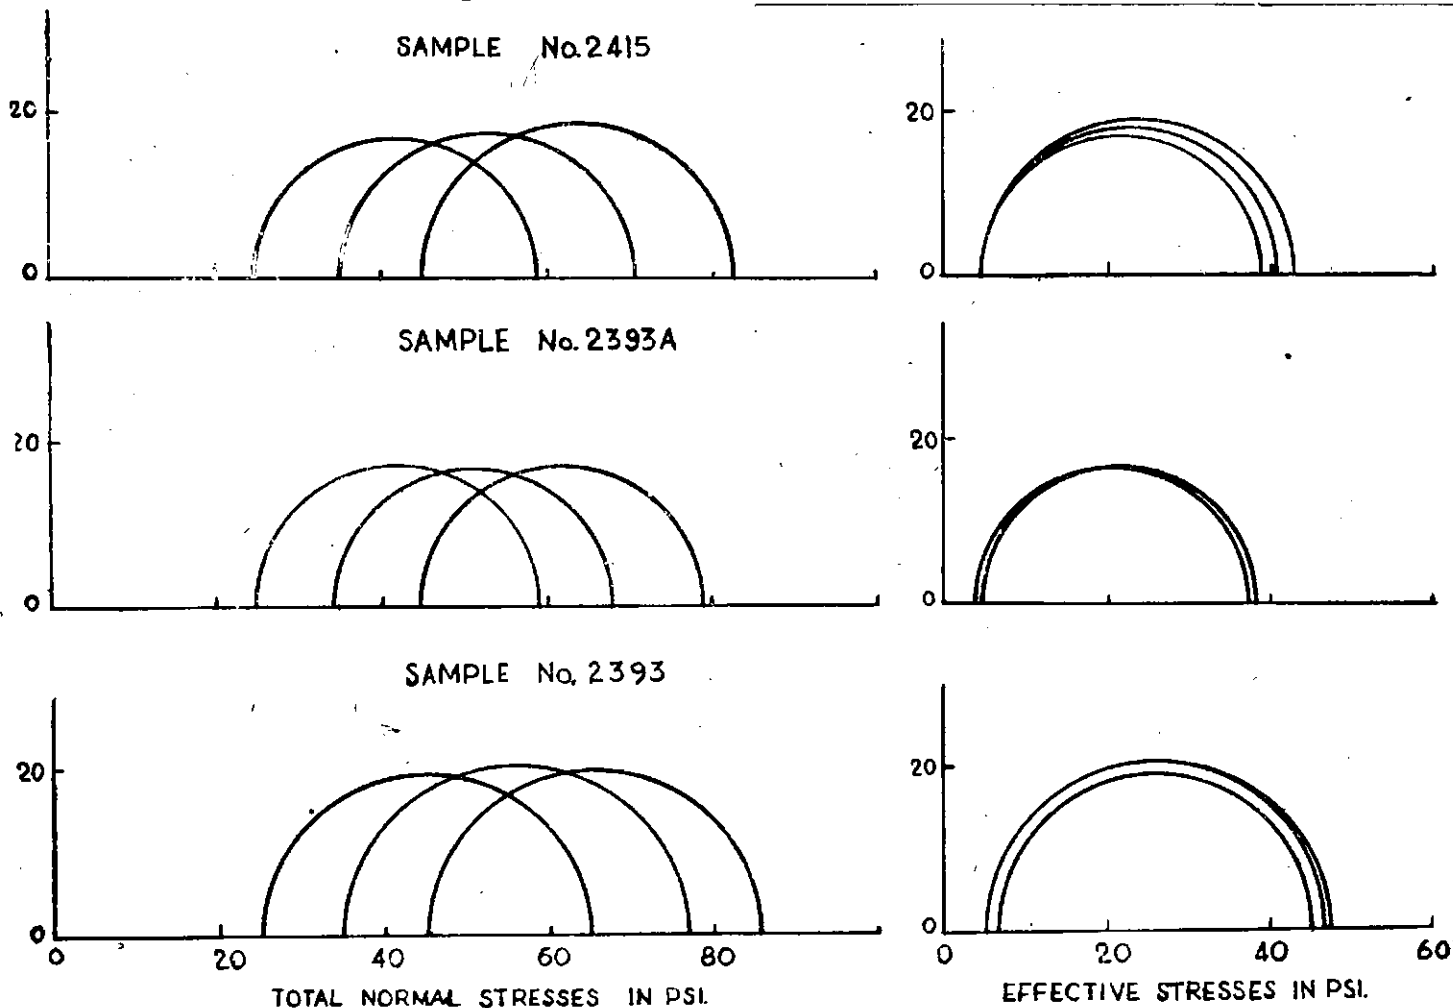 SAMPLE No. 2415
20
0
20
0
SAMPLE No. 2393A
20
0
20
0
SAMPLE No. 2393
20
0
0 20 40 60 80
TOTAL NORMAL STRESSES IN PSI.
20
0
0 20 40 60
EFFECTIVE STRESSES IN PSI.